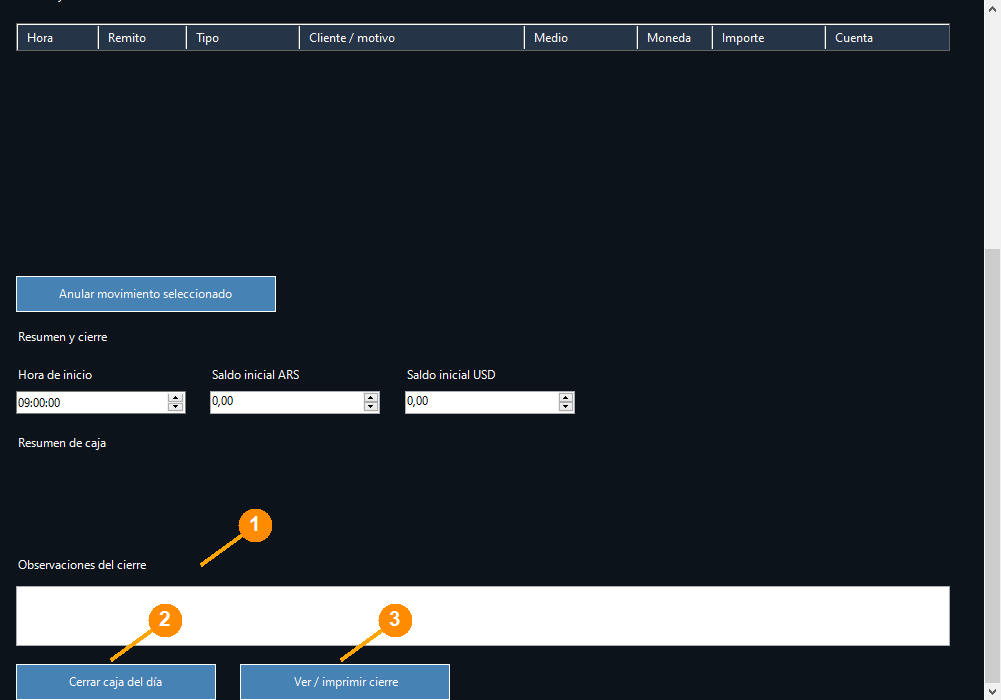 Hora Remito Tipo Cliente / motivo Medio Moneda Importe Cuenta
Anular movimiento seleccionado
Resumen y cierre
Hora de inicio Saldo inicial ARS Saldo inicial USD
09:00:00 0,00 0,00
Resumen de caja
1
Observaciones del cierre
2 3
Cerrar caja del día Ver / imprimir cierre